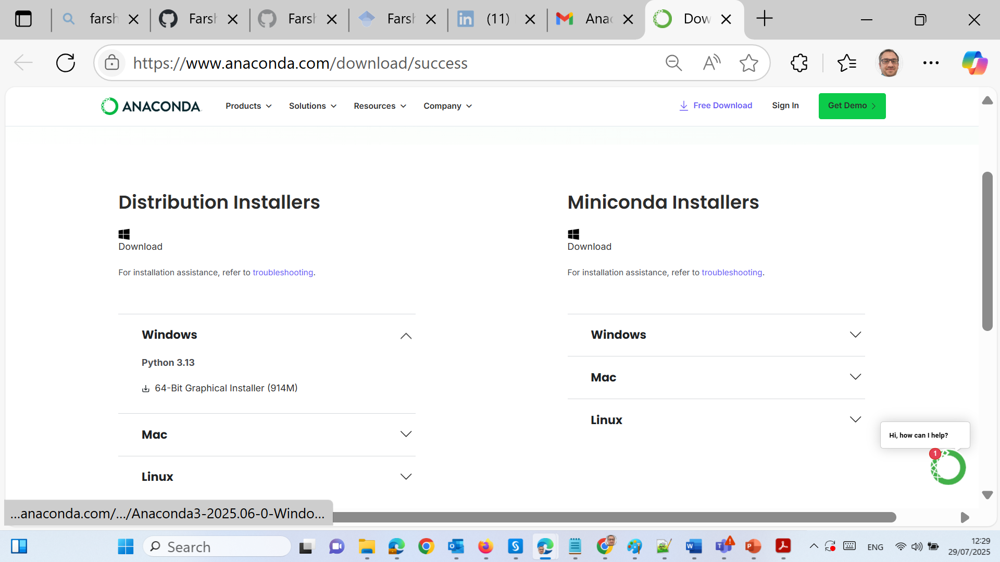 farsh
Farsh
Farsh
Farsh
(11)
Anac
Dow
https://www.anaconda.com/download/success
ANACONDA
Products
Solutions
Resources
Company
Free Download
Sign In
Get Demo
Distribution Installers
Download
For installation assistance, refer to troubleshooting.
Windows
Python 3.13
64-Bit Graphical Installer (914M)
Mac
Linux
Miniconda Installers
Download
For installation assistance, refer to troubleshooting.
Windows
Mac
Linux
Hi, how can I help?
1
...anaconda.com/.../Anaconda3-2025.06-0-Windo...
Search
ENG
12:29
29/07/2025